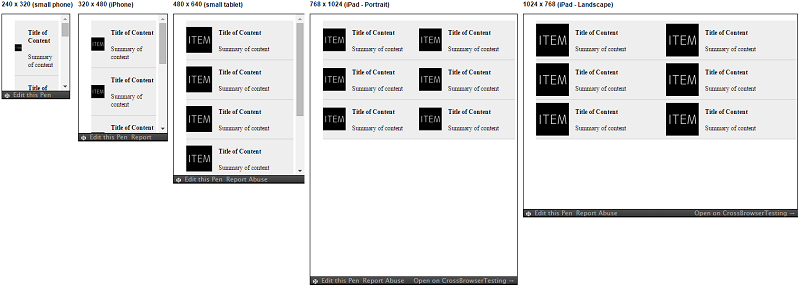 240 x 320 (small phone)
Title of
Content
ITEM
Summary
of content
Title of
Edit this Pen
320 x 480 (iPhone)
Title of Content
ITEM
Summary of
content
Title of Content
ITEM
Summary of
content
Title of Content
ITEM
Edit this Pen Report
480 x 640 (small tablet)
Title of Content
ITEM
Summary of content
Title of Content
ITEM
Summary of content
Title of Content
ITEM
Summary of content
Title of Content
ITEM
Summary of content
Edit this Pen Report Abuse
768 x 1024 (iPad - Portrait)
Title of Content Title of Content
ITEM ITEM
Summary of content Summary of content
Title of Content Title of Content
ITEM ITEM
Summary of content Summary of content
Title of Content Title of Content
ITEM ITEM
Summary of content Summary of content
Edit this Pen Report Abuse Open on CrossBrowserTesting →
1024 x 768 (iPad - Landscape)
Title of Content Title of Content
ITEM ITEM
Summary of content Summary of content
Title of Content Title of Content
ITEM ITEM
Summary of content Summary of content
Title of Content Title of Content
ITEM ITEM
Summary of content Summary of content
Edit this Pen Report Abuse Open on CrossBrowserTesting →